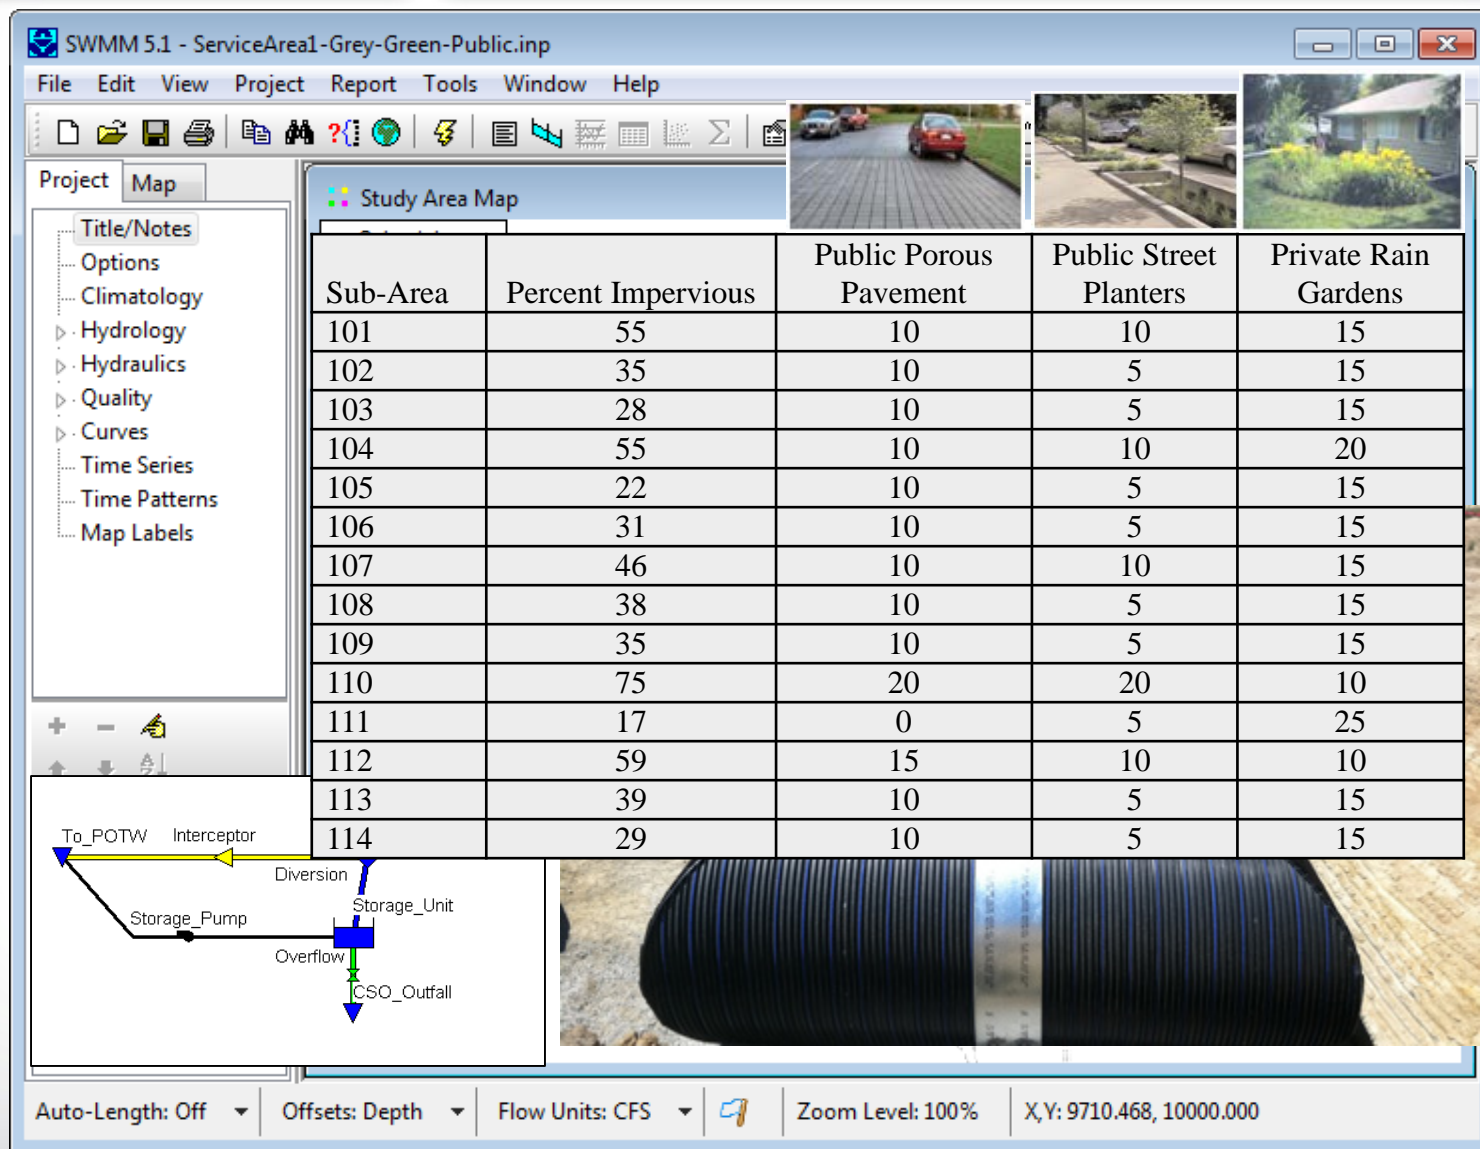 SWMM 5.1 - ServiceArea1-Grey-Green-Public.inp
File Edit View Project Report Tools Window Help
Project Map
Title/Notes
Options
Climatology
Hydrology
Hydraulics
Quality
Curves
Time Series
Time Patterns
Map Labels
Study Area Map
Sub-Area Percent Impervious Public Porous Pavement Public Street Planters Private Rain Gardens
101 55 10 10 15
102 35 10 5 15
103 28 10 5 15
104 55 10 10 20
105 22 10 5 15
106 31 10 5 15
107 46 10 10 15
108 38 10 5 15
109 35 10 5 15
110 75 20 20 10
111 17 0 5 25
112 59 15 10 10
113 39 10 5 15
114 29 10 5 15
To_POTW Interceptor
Diversion
Storage_Unit
Storage_Pump
Overflow
CSO_Outfall
Auto-Length: Off Offsets: Depth Flow Units: CFS Zoom Level: 100% X,Y: 9710.468, 10000.000